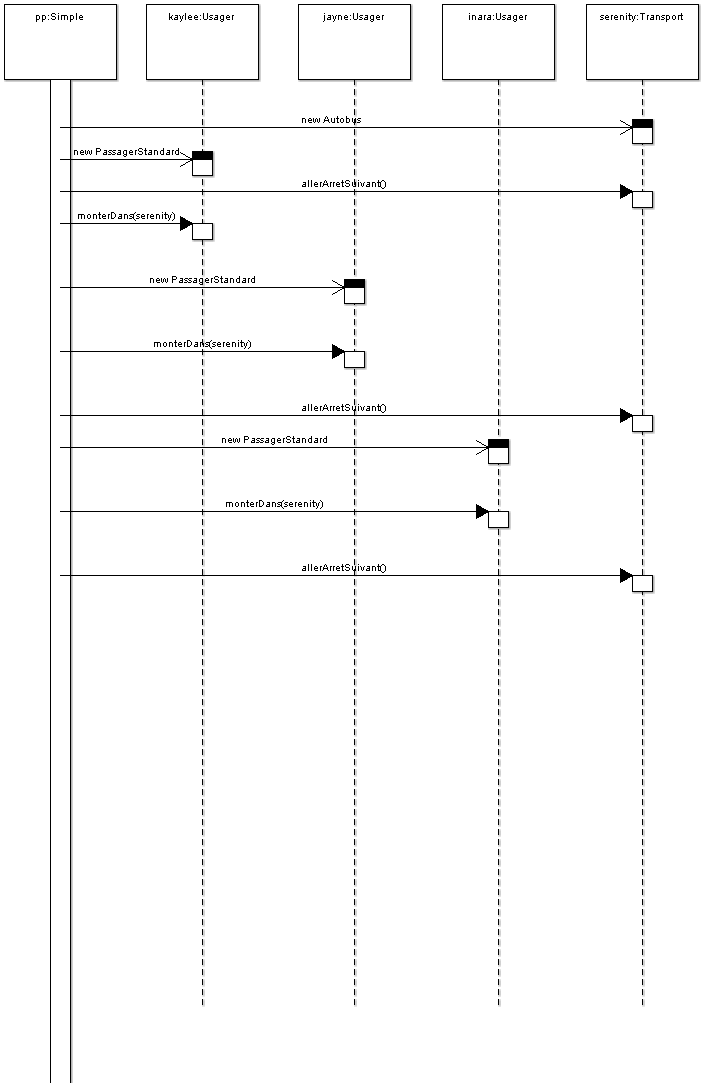 pp:Simple
kaylee:Usager
jayne:Usager
inara:Usager
serenity:Transport
new Autobus
new PassagerStandard
allerArretSuivant()
monterDans(serenity)
new PassagerStandard
monterDans(serenity)
allerArretSuivant()
new PassagerStandard
monterDans(serenity)
allerArretSuivant()